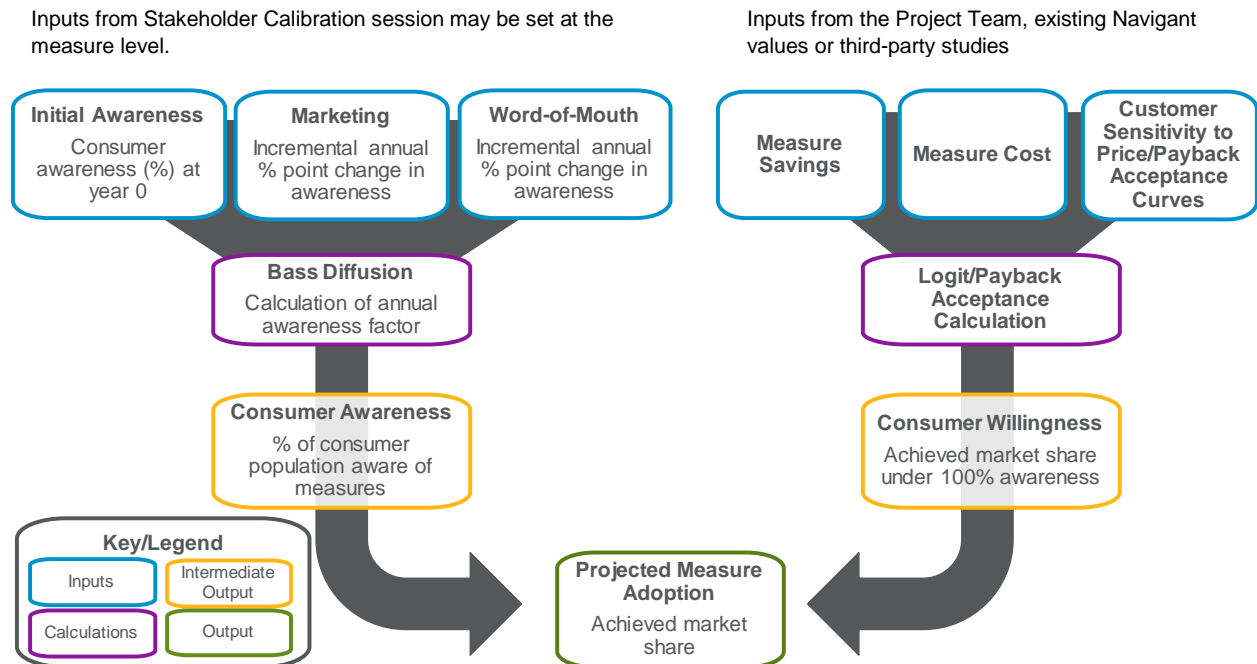 Inputs from Stakeholder Calibration session may be set at the
measure level.
Inputs from the Project Team, existing Navigant
values or third-party studies
Initial Awareness
Consumer
awareness (%) at
year 0
Marketing
Incremental annual
% point change in
awareness
Word-of-Mouth
Incremental annual
% point change in
awareness
Measure
Savings
Measure Cost
Customer
Sensitivity to
Price/Payback
Acceptance
Curves
Bass Diffusion
Calculation of annual
awareness factor
Logit/Payback
Acceptance
Calculation
Consumer Awareness
% of consumer
population aware of
measures
Consumer Willingness
Achieved market share
under 100% awareness
Key/Legend
Inputs
Intermediate
Output
Calculations
Output
Projected Measure
Adoption
Achieved market
share